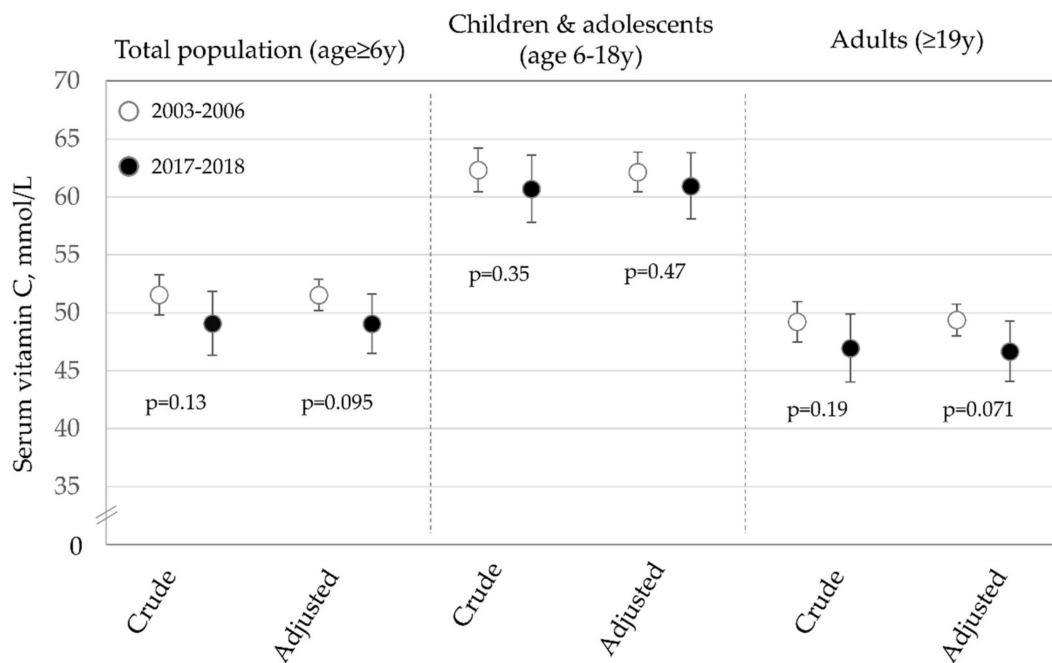 Total population (age≥6y)
Children & adolescents
(age 6-18y)
Adults (≥19y)
Serum vitamin C, mmol/L
70
65
60
55
50
45
40
35
0
2003-2006
2017-2018
p=0.13
p=0.095
p=0.35
p=0.47
p=0.19
p=0.071
Crude
Adjusted
Crude
Adjusted
Crude
Adjusted